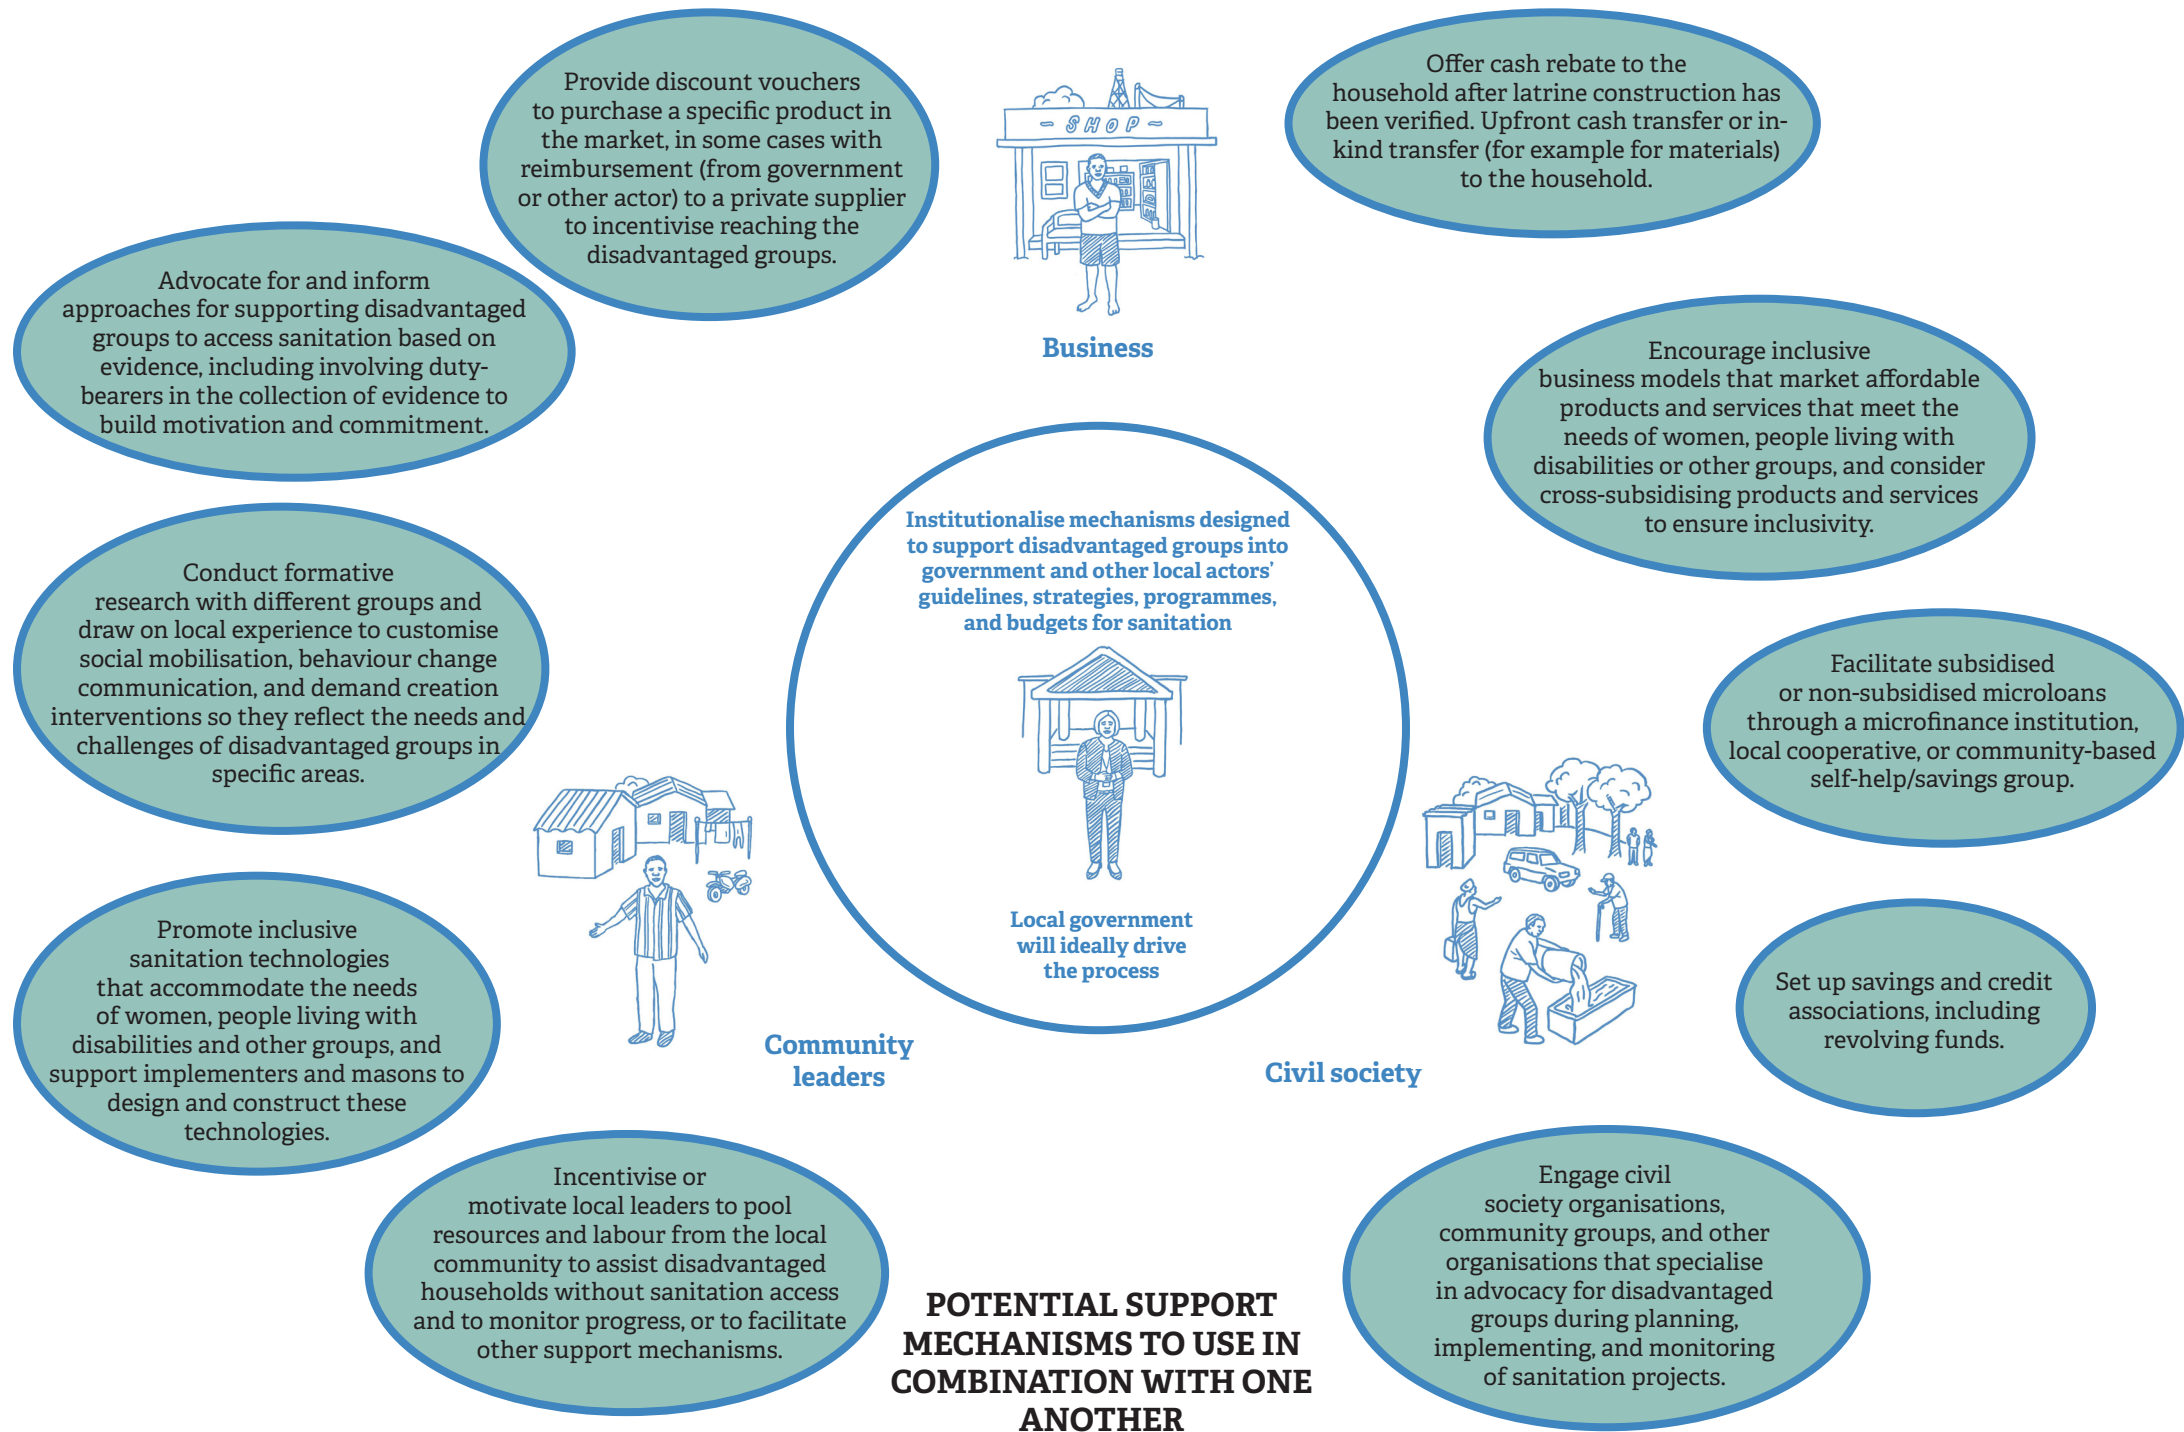 Provide discount vouchers
to purchase a specific product in
the market, in some cases with
reimbursement (from government
or other actor) to a private supplier
to incentivise reaching the
disadvantaged groups.
- SHOP ~
Business
Offer cash rebate to the
household after latrine construction has
been verified. Upfront cash transfer or in-
kind transfer (for example for materials)
to the household.
Advocate for and inform
approaches for supporting disadvantaged
groups to access sanitation based on
evidence, including involving duty-
bearers in the collection of evidence to
build motivation and commitment.
Encourage inclusive
business models that market affordable
products and services that meet the
needs of women, people living with
disabilities or other groups, and consider
cross-subsidising products and services
to ensure inclusivity.
Institutionalise mechanisms designed
to support disadvantaged groups into
government and other local actors’
guidelines, strategies, programmes,
and budgets for sanitation
Local government
will ideally drive
the process
Conduct formative
research with different groups and
draw on local experience to customise
social mobilisation, behaviour change
communication, and demand creation
interventions so they reflect the needs and
challenges of disadvantaged groups in
specific areas.
Facilitate subsidised
or non-subsidised microloans
through a microfinance institution,
local cooperative, or community-based
self-help/savings group.
Promote inclusive
sanitation technologies
that accommodate the needs
of women, people living with
disabilities and other groups, and
support implementers and masons to
design and construct these
technologies.
Community
leaders
Civil society
Set up savings and credit
associations, including
revolving funds.
Incentivise or
motivate local leaders to pool
resources and labour from the local
community to assist disadvantaged
households without sanitation access
and to monitor progress, or to facilitate
other support mechanisms.
Engage civil
society organisations,
community groups, and other
organisations that specialise
in advocacy for disadvantaged
groups during planning,
implementing, and monitoring
of sanitation projects.
POTENTIAL SUPPORT
MECHANISMS TO USE IN
COMBINATION WITH ONE
ANOTHER